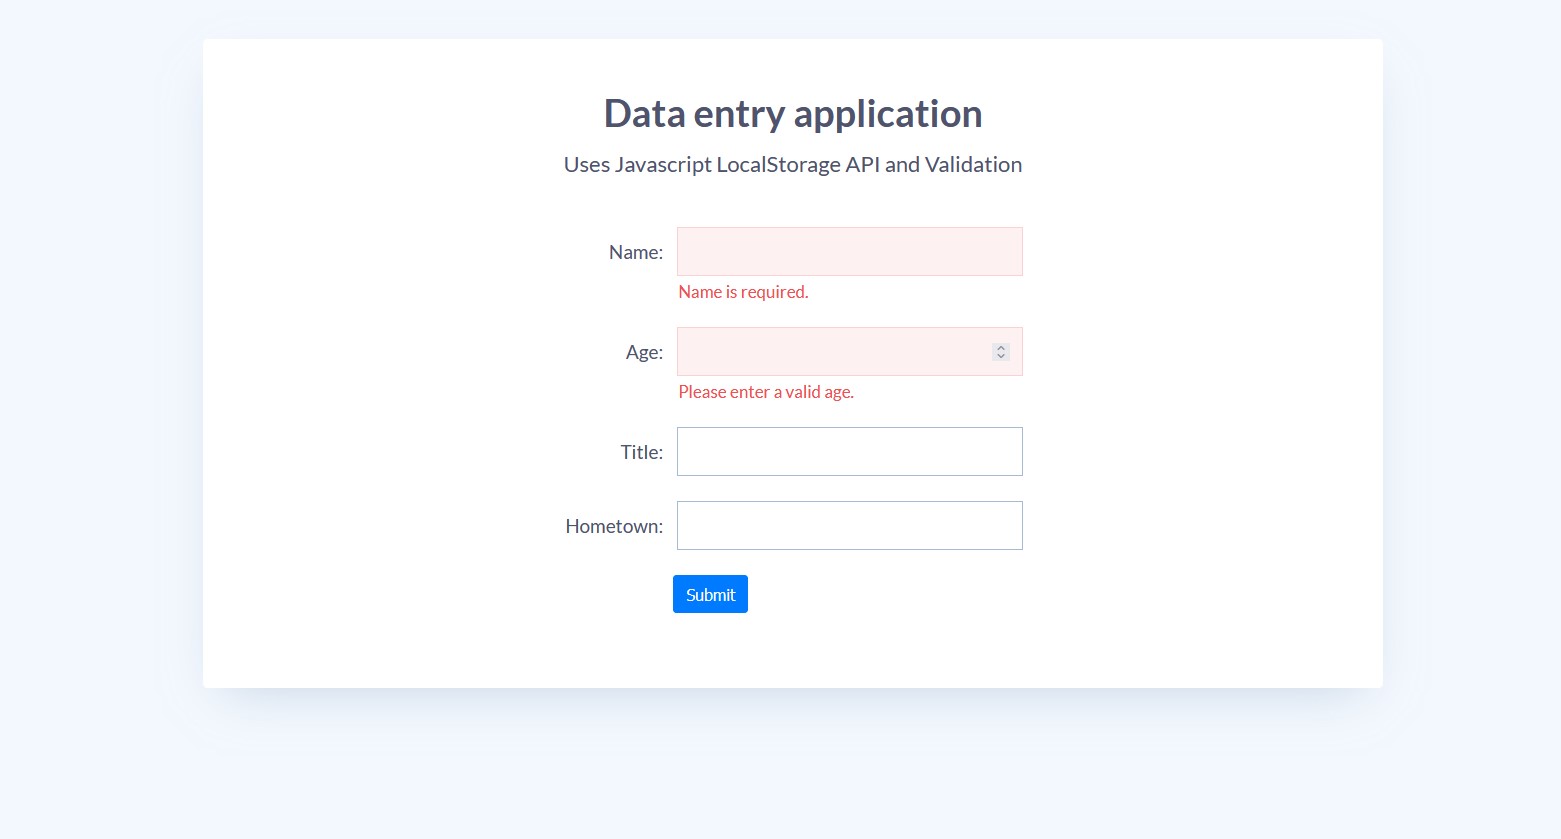 Data entry application
Uses Javascript LocalStorage API and Validation
Name:
Name is required.
Age:
Please enter a valid age.
Title:
Hometown:
Submit